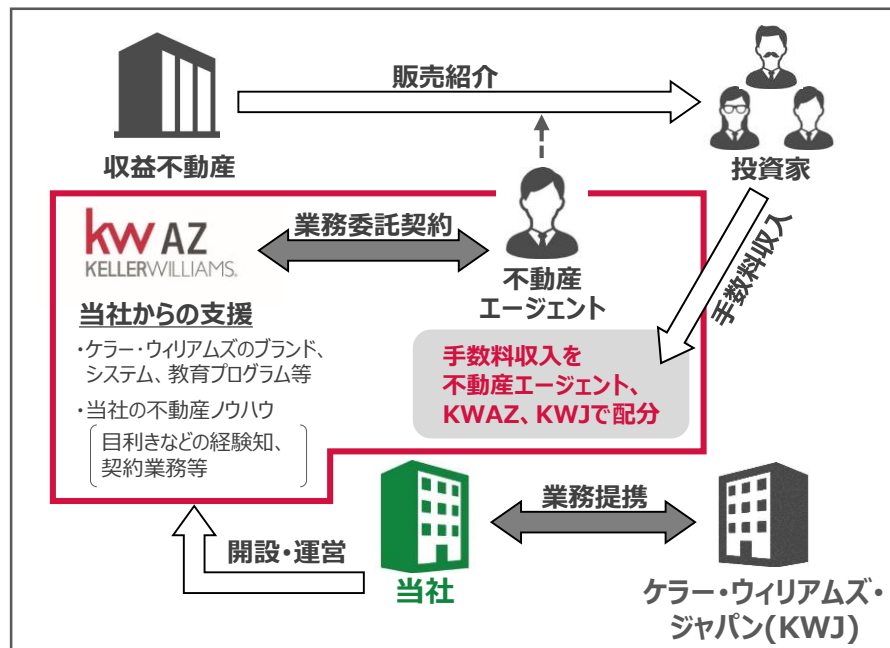 販売紹介
収益不動産
投資家
kw AZ
KELLERWILLIAMS®
業務委託契約
不動産
エージェント
手数料収入
当社からの支援
・ケラー・ウィリアムズのブランド、
システム、教育プログラム等
・当社の不動産ノウハウ
目利きなどの経験知、
契約業務等
手数料収入を
不動産エージェント、
KWAZ、KWJで配分
開設・運営
当社
業務提携
ケラー・ウィリアムズ・
ジャパン(KWJ)